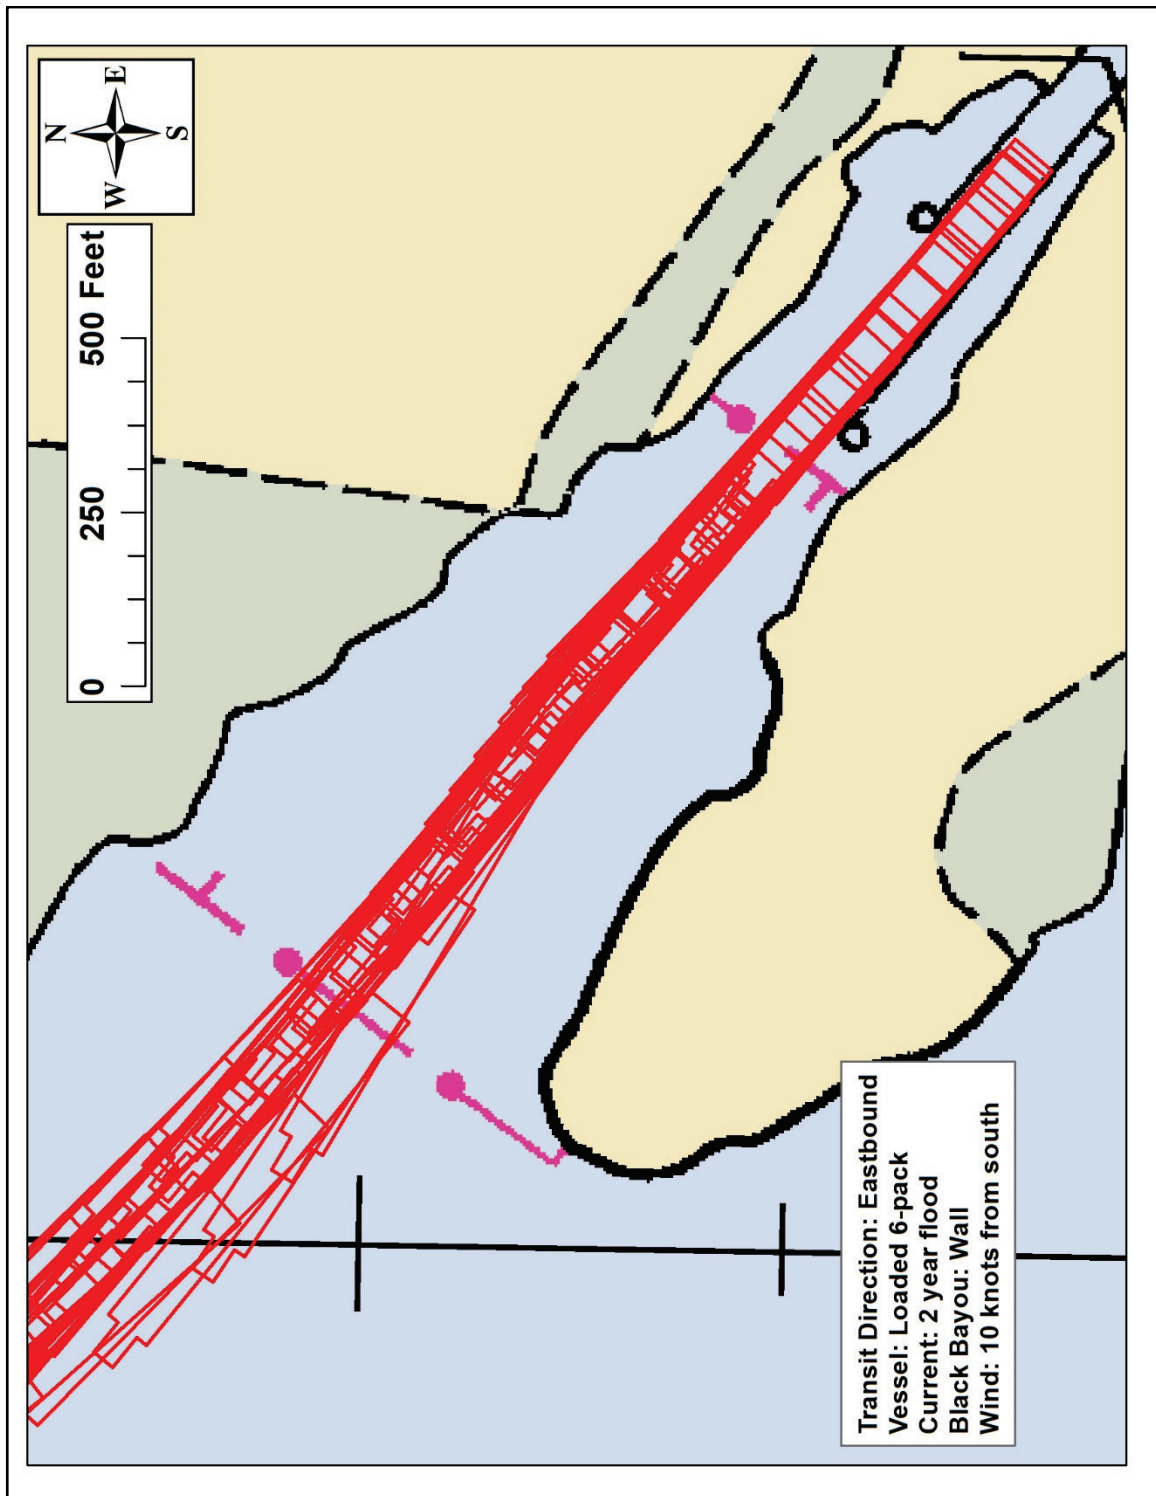 N
W E
S
0 250 500 Feet
Transit Direction: Eastbound
Vessel: Loaded 6-pack
Current: 2 year flood
Black Bayou: Wall
Wind: 10 knots from south